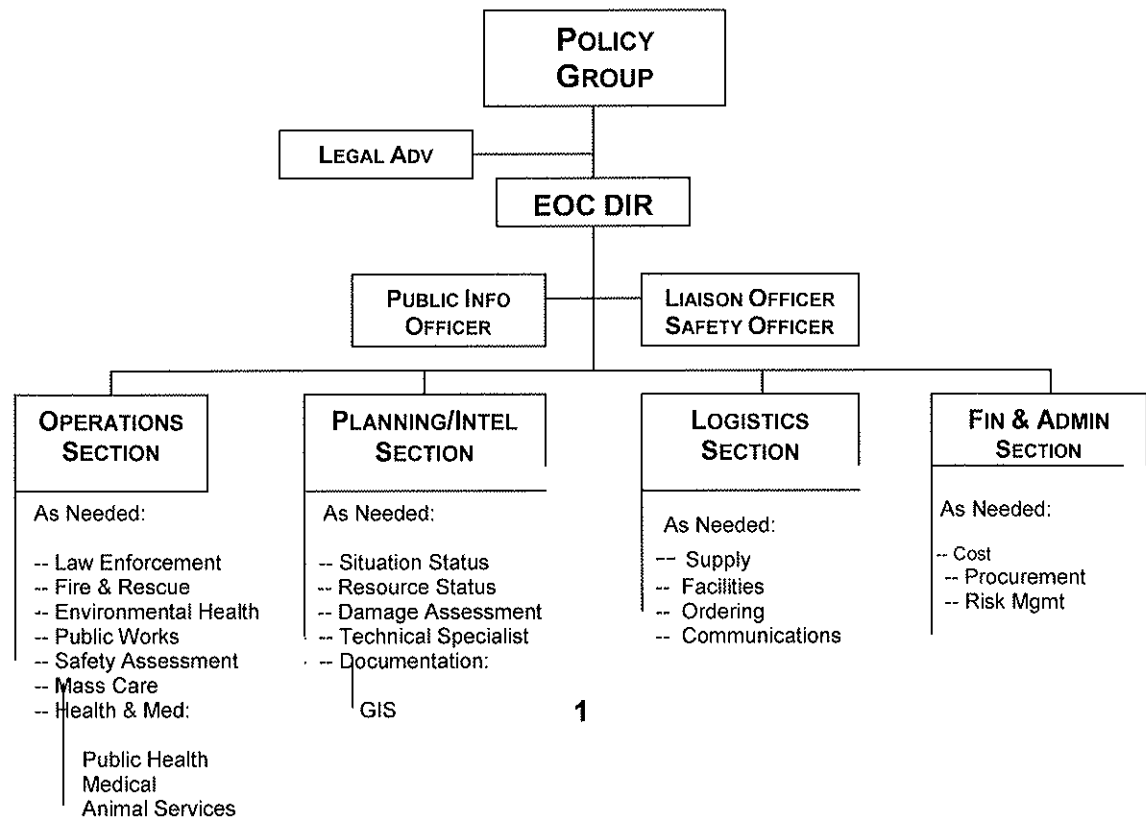 POLICY
GROUP
LEGAL ADV
EOC DIR
PUBLIC INFO
OFFICER
LIAISON OFFICER
SAFETY OFFICER
OPERATIONS
SECTION
As Needed:
-- Law Enforcement
-- Fire & Rescue
-- Environmental Health
-- Public Works
-- Safety Assessment
-- Mass Care
-- Health & Med:
Public Health
Medical
Animal Services
PLANNING/INTEL
SECTION
As Needed:
-- Situation Status
-- Resource Status
-- Damage Assessment
-- Technical Specialist
-- Documentation:
GIS
LOGISTICS
SECTION
As Needed:
-- Supply
-- Facilities
-- Ordering
-- Communications
FIN & ADMIN
SECTION
As Needed:
-- Cost
-- Procurement
-- Risk Mgmt
1